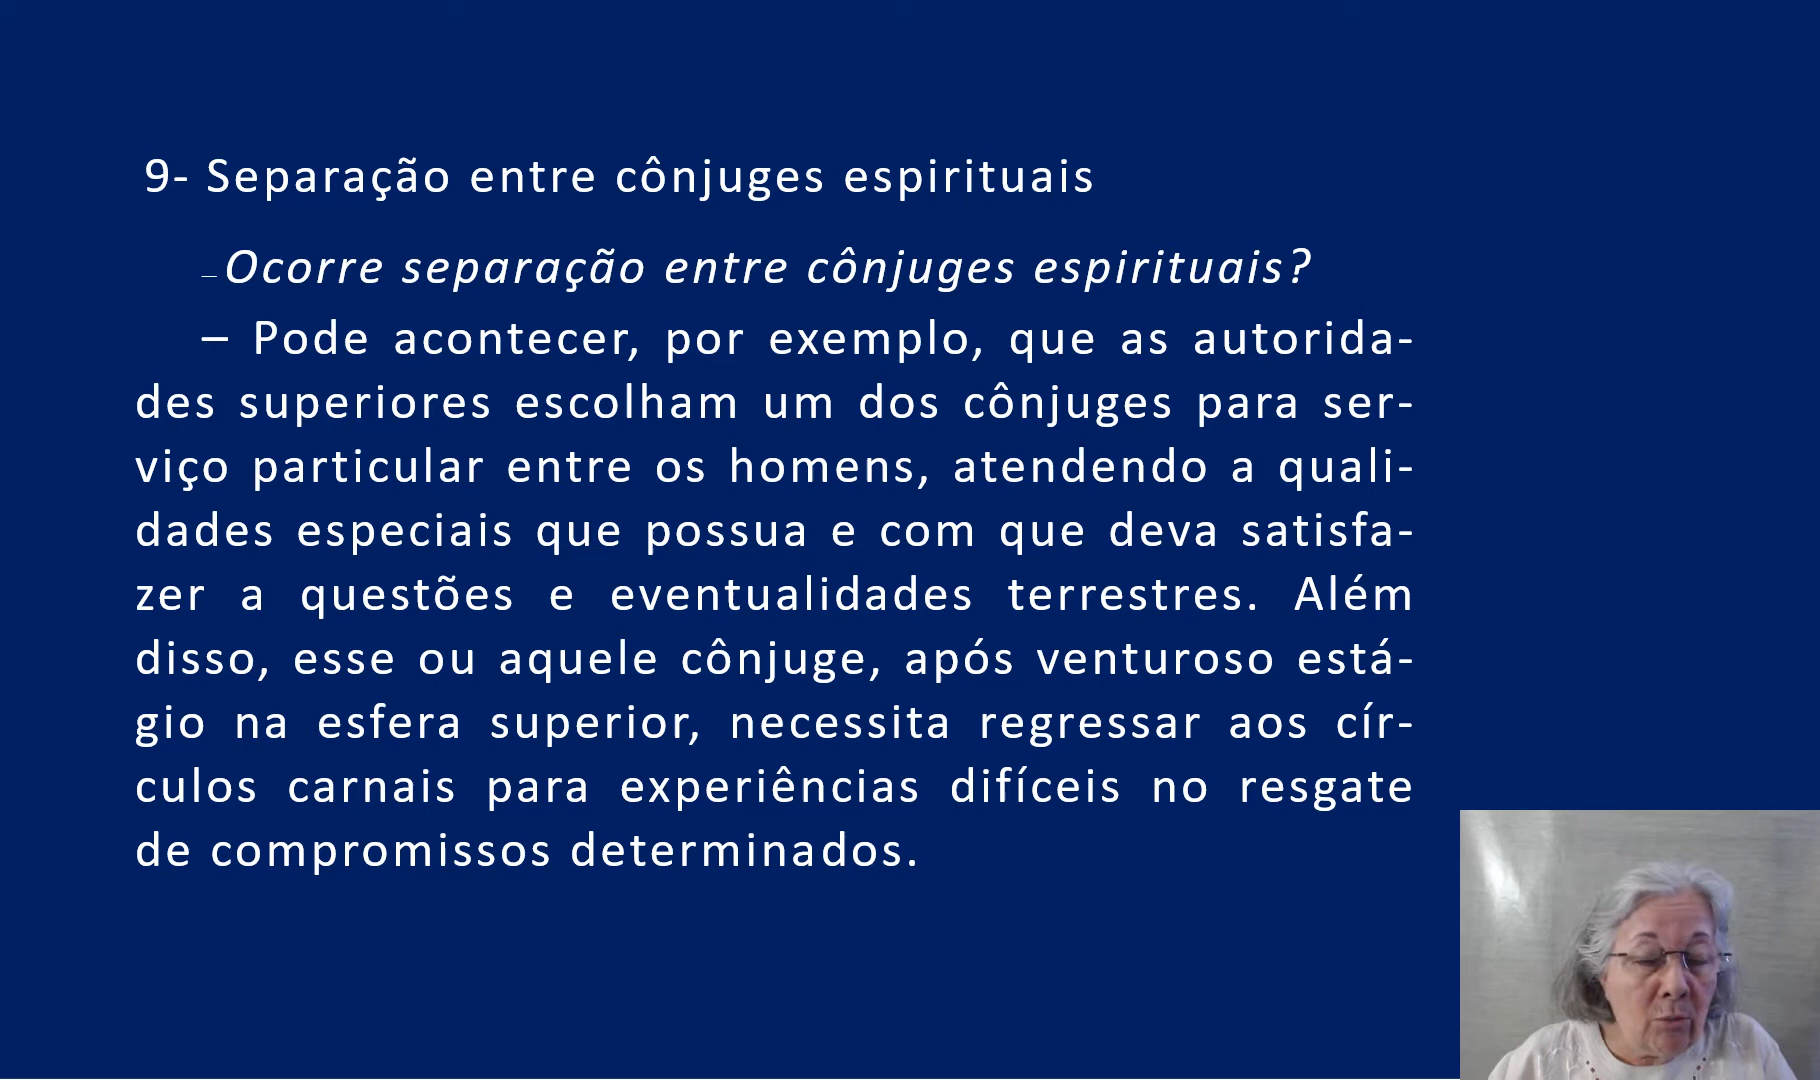 9- Separação entre cônjuges espirituais
–Ocorre separação entre cônjuges espirituais?
– Pode acontecer, por exemplo, que as autorida-
des superiores escolham um dos cônjuges para ser-
viço particular entre os homens, atendendo a quali-
dades especiais que possua e com que deva satisfa-
zer a questões e eventualidades terrestres. Além
disso, esse ou aquele cônjuge, após venturoso está-
gio na esfera superior, necessita regressar aos cír-
culos carnais para experiências difíceis no resgate
de compromissos determinados.